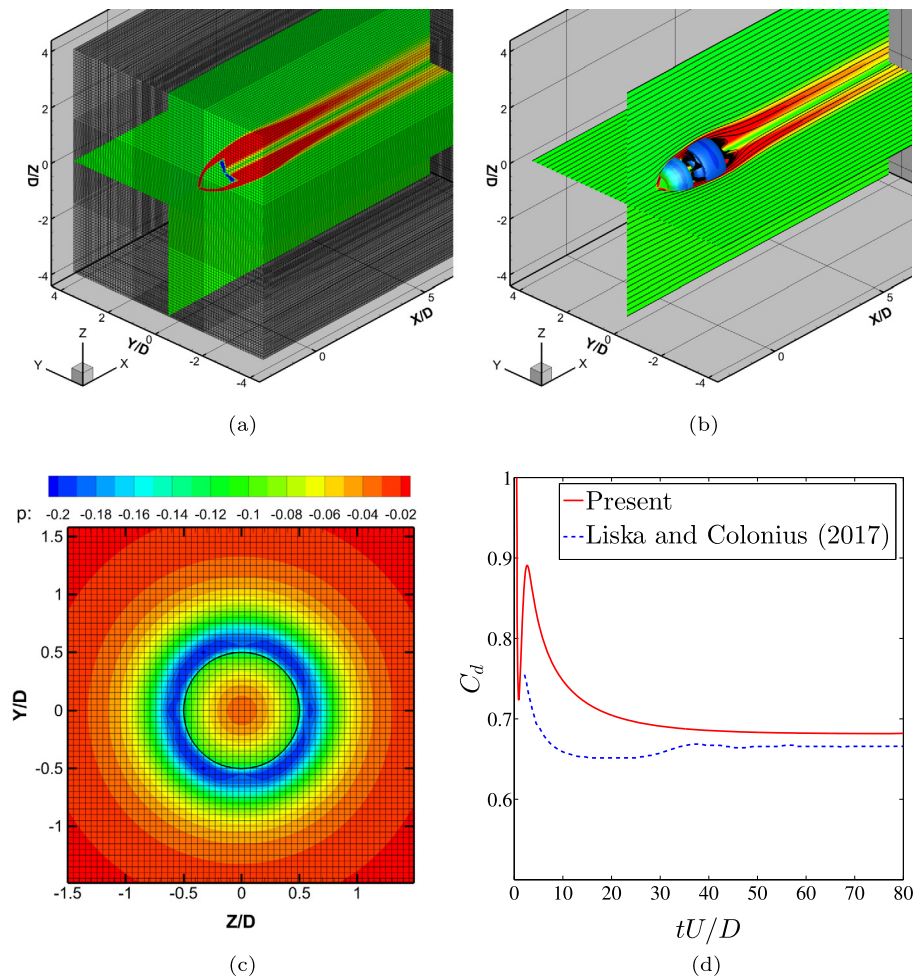 4
2
0
-2
-4
Z/D
4
2
0
-2
-4
Y/D
0
5
X/D
Z
Y
X
(a)
4
2
0
-2
-4
Z/D
4
2
0
-2
-4
Y/D
0
5
X/D
Z
Y
X
(b)
p: -0.2 -0.18 -0.16 -0.14 -0.12 -0.1 -0.08 -0.06 -0.04 -0.02
1.5
1
0.5
0
-0.5
-1
Y/D
-1.5 -1 -0.5 0 0.5 1
Z/D
(c)
1
0.9
0.8
0.7
0.6
C_d
Present
Liska and Colonius (2017)
0 10 20 30 40 50 60 70 80
tU/D
(d)